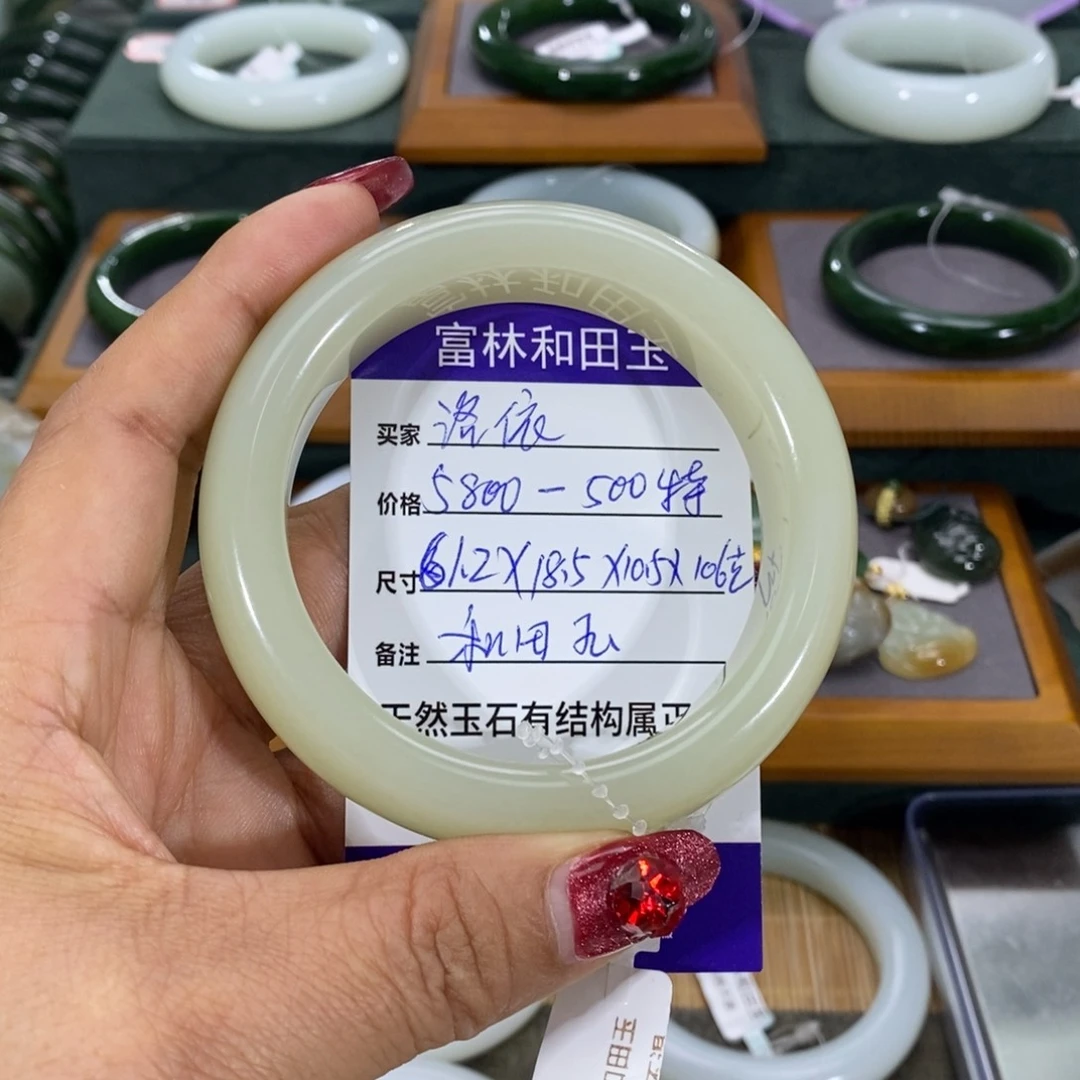 富林和田玉
买家 洛依
价格 5800 - 500特
尺寸 61.2X18.5X10.5X106克
备注 和田玉
天然玉石有结构属正